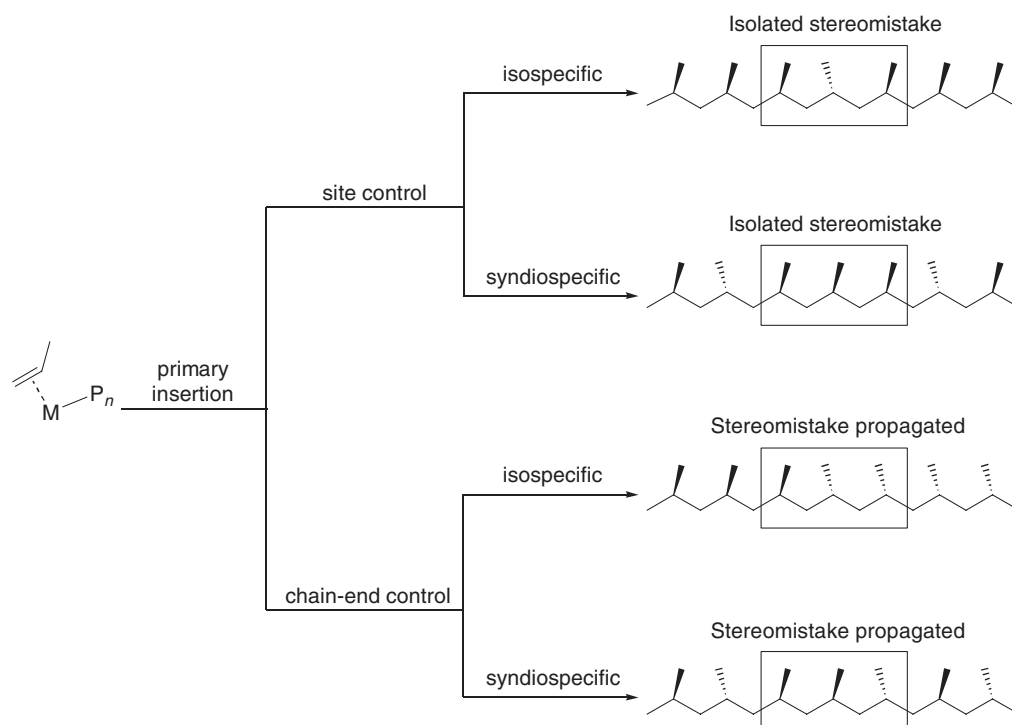 Isolated stereomistake
isospecific
site control
Isolated stereomistake
syndiospecific
primary
insertion
M
Pn
Stereomistake propagated
isospecific
chain-end control
Stereomistake propagated
syndiospecific